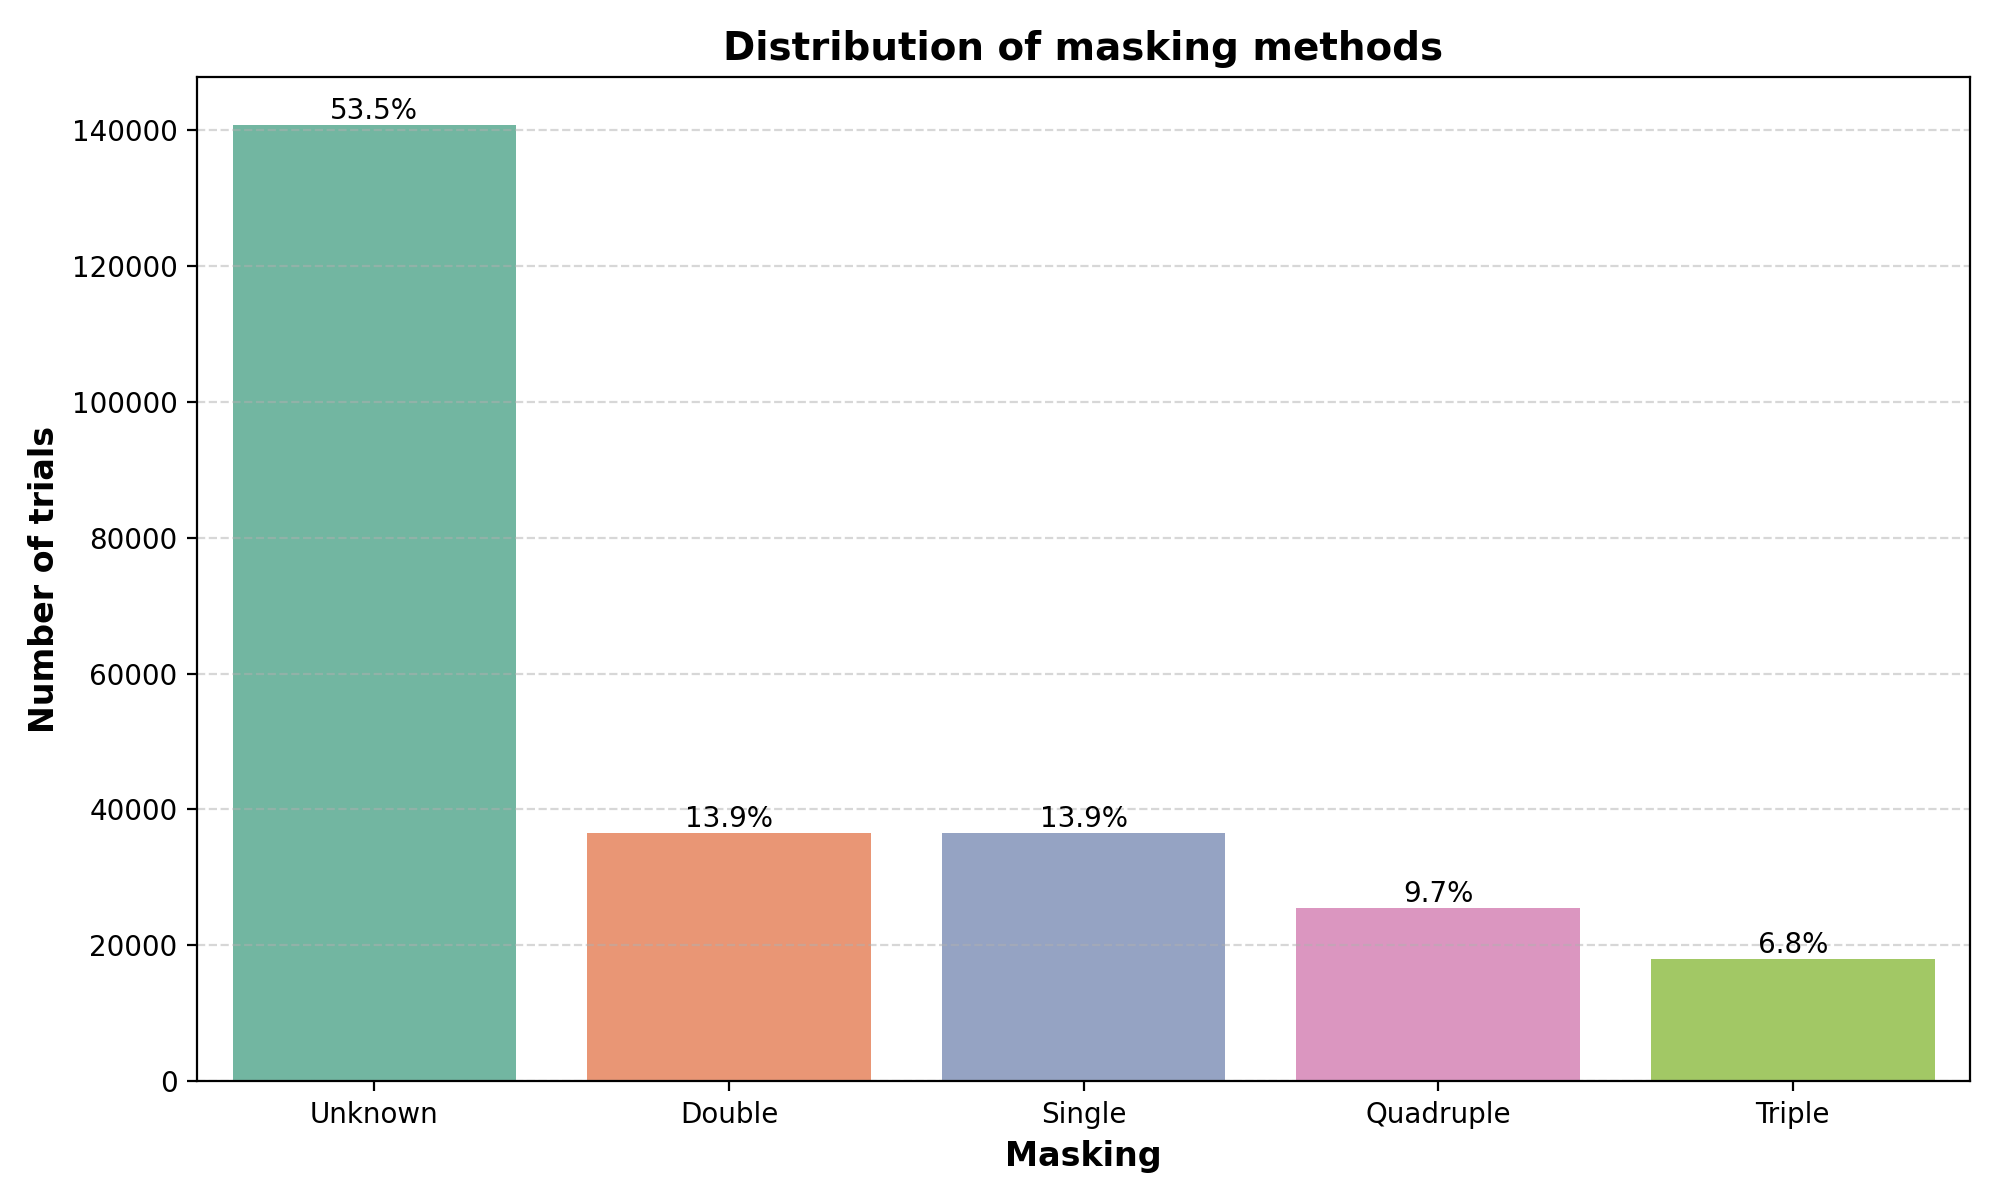 Distribution of masking methods
53.5%
140000
120000
100000
80000
60000
40000
20000
0
13.9%
13.9%
9.7%
6.8%
Number of trials
Unknown
Double
Single
Quadruple
Triple
Masking